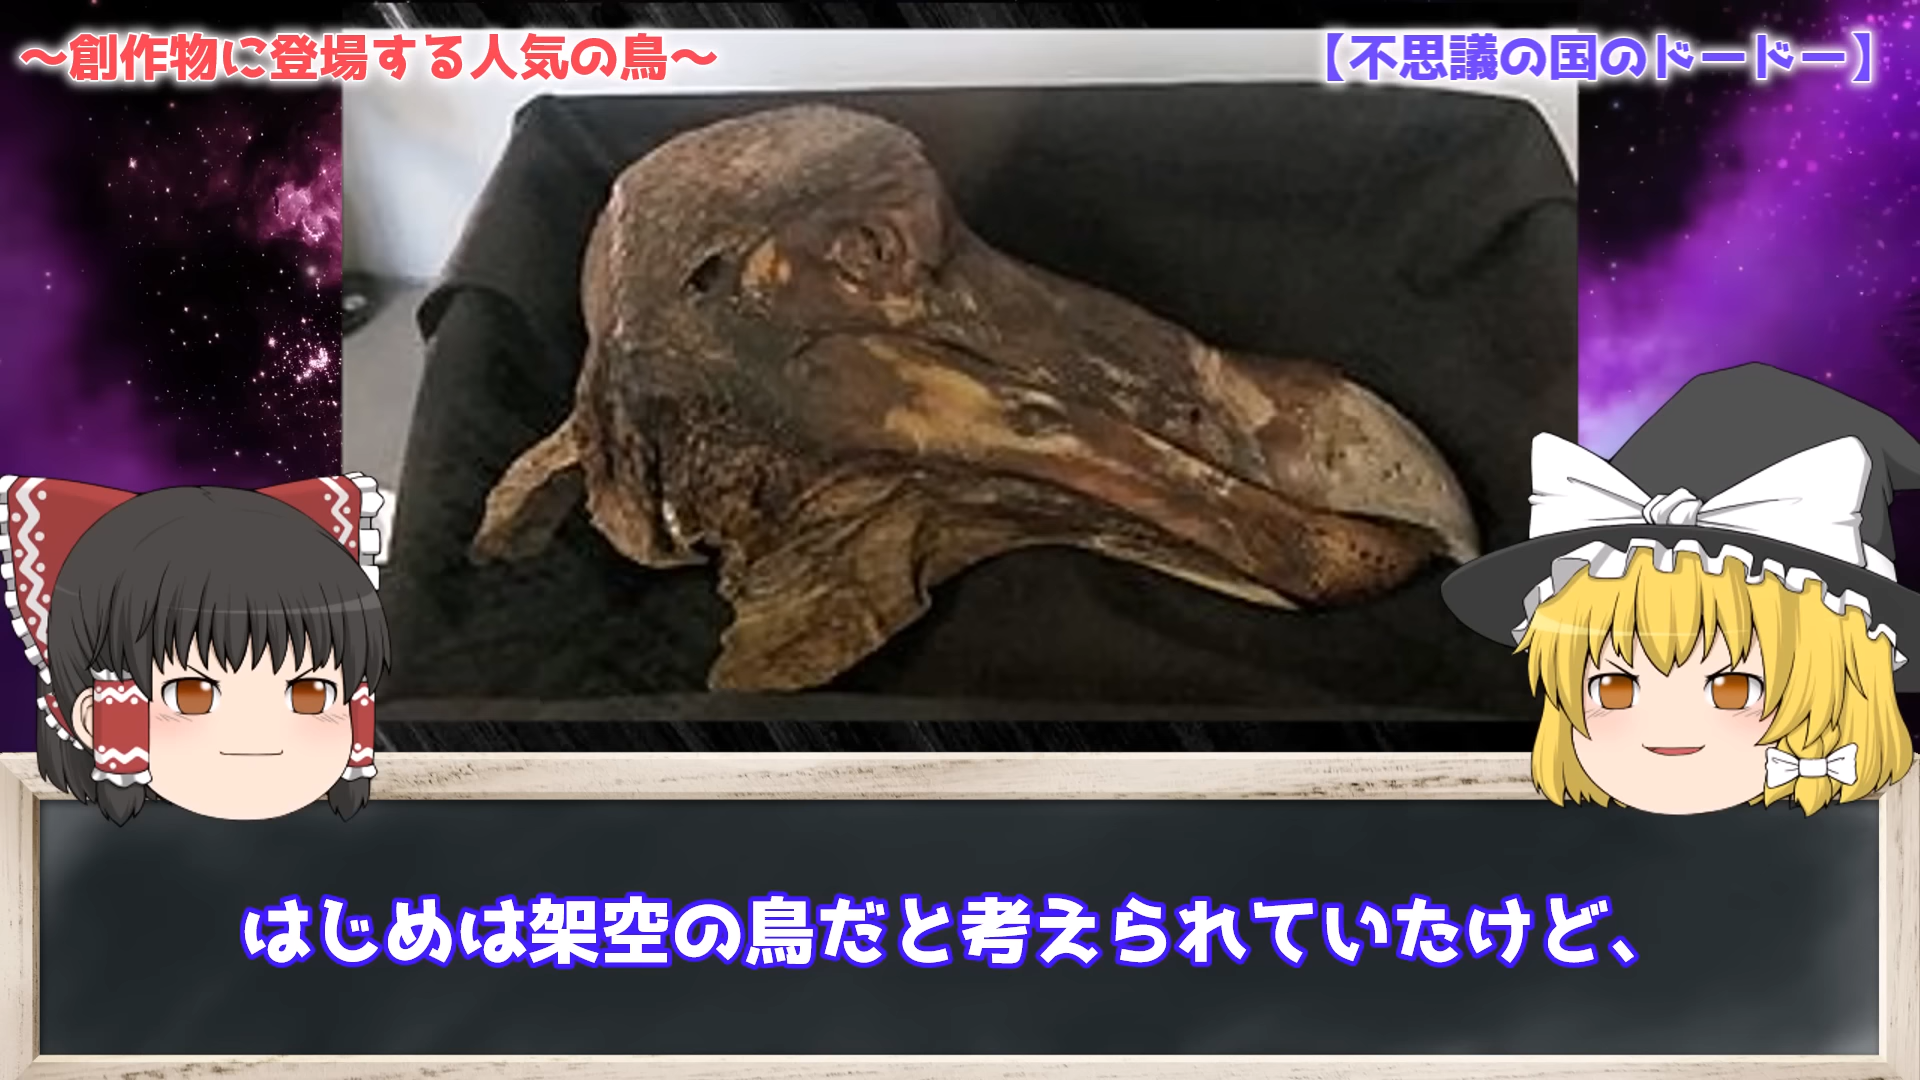 〜創作物に登場する人気の鳥〜
【不思議の国のドードー】
はじめは架空の鳥だと考えられていたけど、